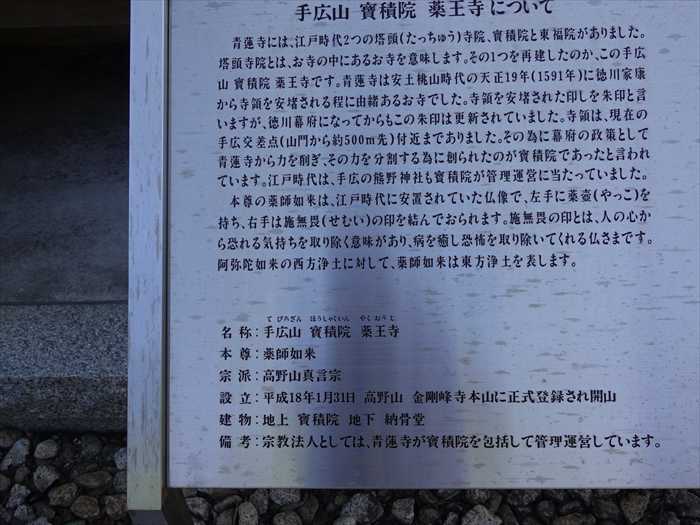 手広山 寶積院 薬王寺について
青蓮寺には、江戸時代2つの塔頭(たっちゅう)寺院、寶積院と東福院がありました。
塔頭寺院とは、お寺の中にあるお寺を意味します。その1つを再建したのか、この手広
山 寶積院 薬王寺です。青蓮寺は安土桃山時代の天正19年(1591年)に徳川家康
から寺領を安堵される程に由緒あるお寺でした。寺領を安堵された印しを朱印と言
いますが、徳川幕府になってからもこの朱印は更新されていました。寺領は、現在の
手広交差点(山門から約500m先)付近まであありました。その為に幕府の政策として
青蓮寺から力を削ぎ、その力を分割する為に創られたのが寶積院であったと言われ
ています。江戸時代は、手広の熊野神社も寶積院が管理運営に当たっていました。
本尊の薬師如来は、江戸時代に安置されていた仏像で、左手に薬壺(やっこ)を
持ち、右手は施無畏(せむい)の印を結んでおられます。施無畏の印とは、人の心か
ら恐れる気持ちを取り除く意味があり、病を癒し恐怖を取り除いてくれる仏さまです。
阿弥陀如来の西方浄土に対して、薬師如来は東方浄土を表します。
てびろざん ほうしゃくいん やくおうじ
名 称:手広山 寶積院 薬王寺
本 尊:薬師如来
宗 派:高野山真言宗
設 立:平成18年1月31日 高野山 金剛峰寺本山に正式登録され開山
建 物:地上 寶積院 地下 納骨堂
備 考:宗教法人としては、青蓮寺が寶積院を包括して管理運営しています。